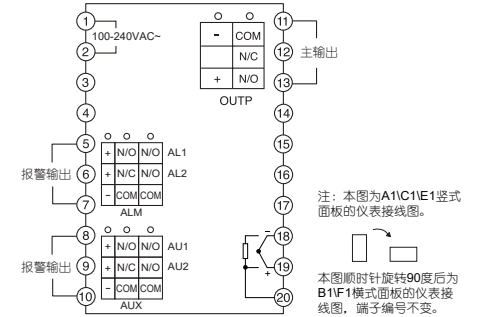 1
100-240VAC~
2
3
4
5
报警输出
6
7
8
报警输出
9
10
- COM
N/C
+ N/O
OUTP
+ N/O N/O AL1
+ N/C N/O AL2
- COM COM
ALM
+ N/O N/O AU1
+ N/C N/O AU2
- COM COM
AUX
11
12 主输出
13
14
15
16
17
- 18
+ 19
20
注:本图为A1\C1\E1竖式
面板的仪表接线图。
本图顺时针旋转90度后为
B1\F1横式面板的仪表接
线图,端子编号不变。